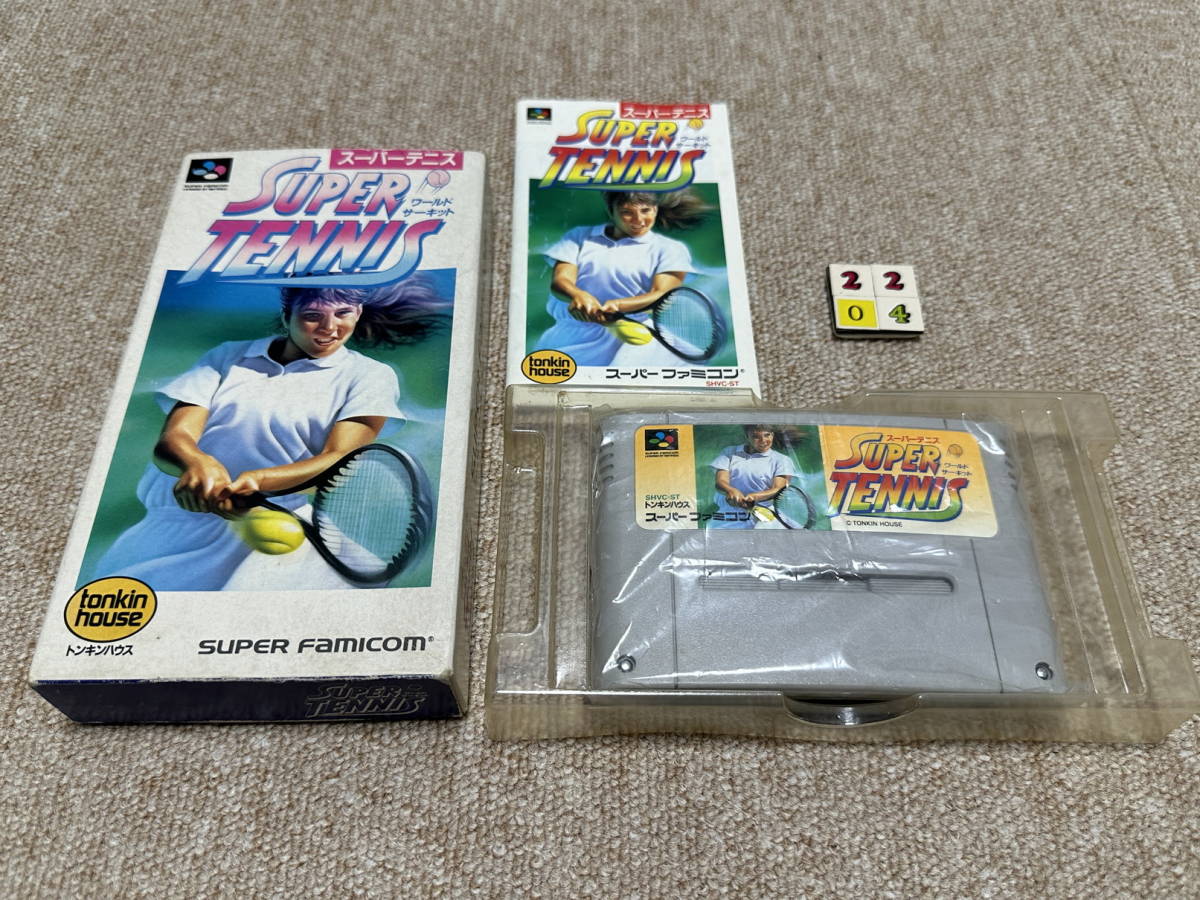 スーパーテニス
SUPER
TENNIS
ワールド
サーキット
SUPER FAMICOM
tonkin
house
トンキンハウス
SUPER FAMICOM
SUPER
TENNIS
スーパーテニス
SUPER
TENNIS
ワールド
サーキット
tonkin
house
スーパーファミコン
SHVC-ST
2 2
0 4
SUPER FAMICOM
スーパーテニス
SUPER
TENNIS
ワールド
サーキット
SHVC-ST
トンキンハウス
スーパーファミコン
© TONKIN HOUSE